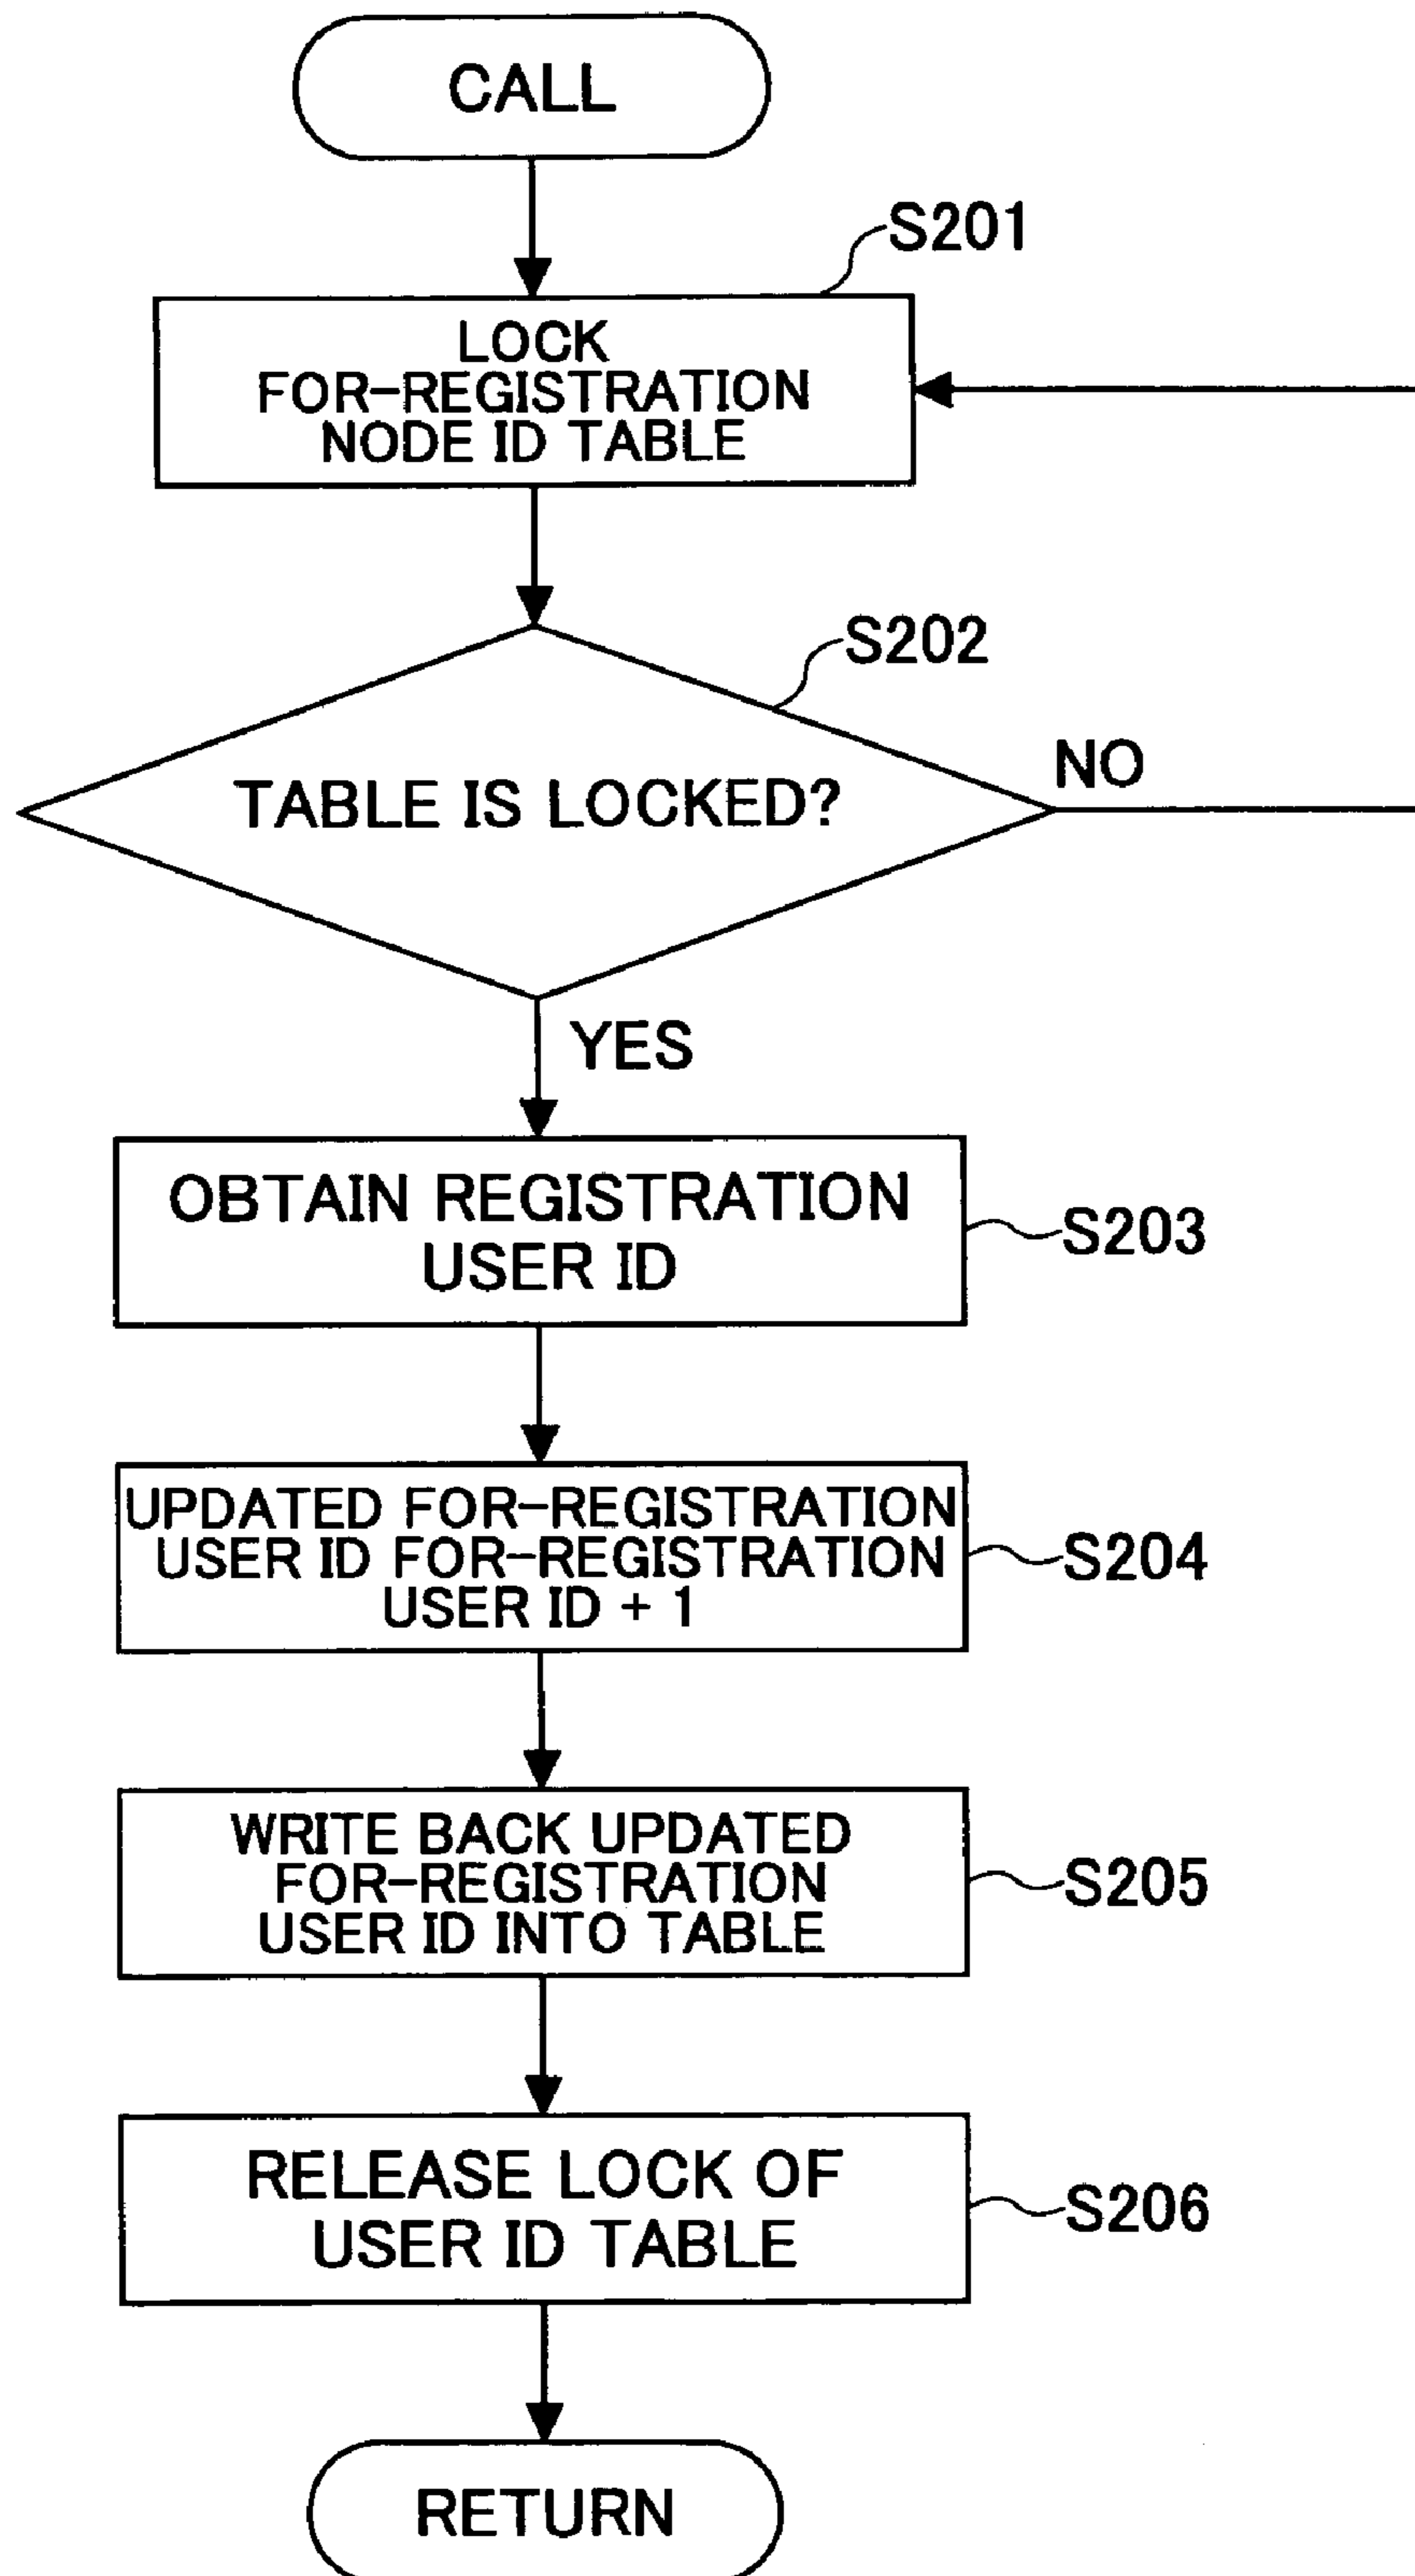 CALL
S201
LOCK
FOR-REGISTRATION
NODE ID TABLE
S202
TABLE IS LOCKED?
NO
YES
OBTAIN REGISTRATION
USER ID
S203
UPDATED FOR-REGISTRATION
USER ID FOR-REGISTRATION
USER ID + 1
S204
WRITE BACK UPDATED
FOR-REGISTRATION
USER ID INTO TABLE
S205
RELEASE LOCK OF
USER ID TABLE
S206
RETURN